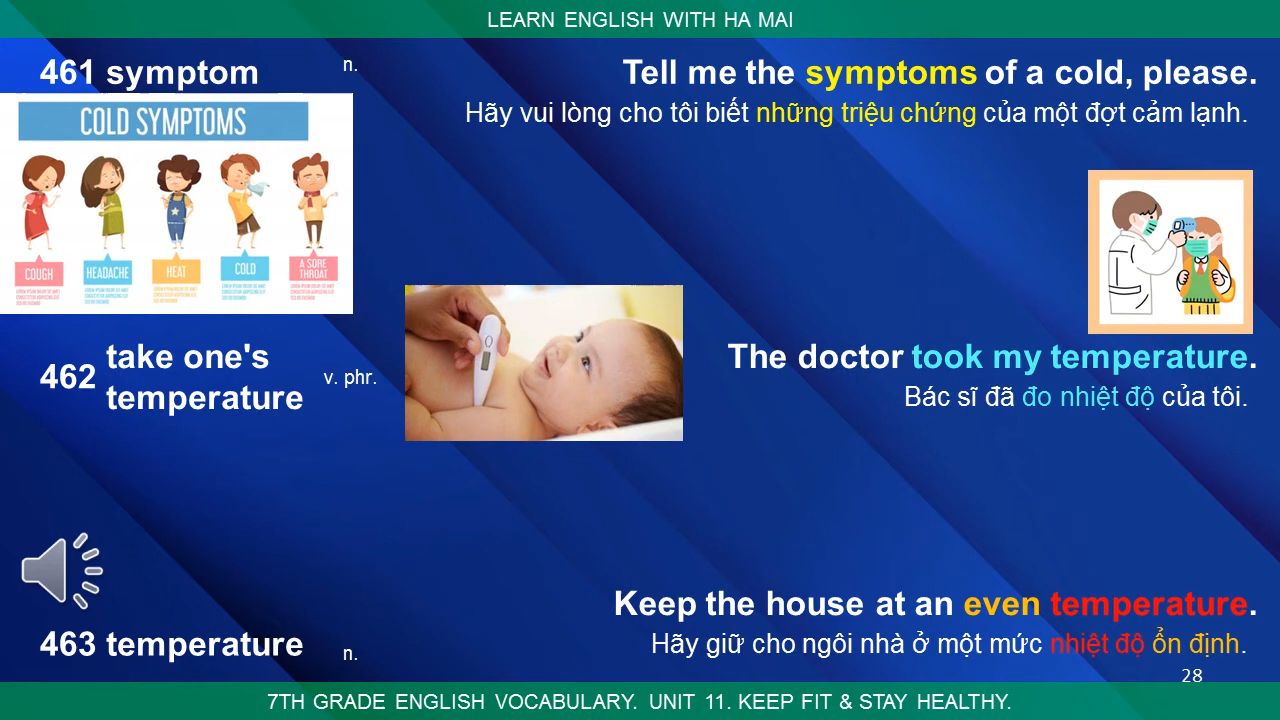 LEARN ENGLISH WITH HA MAI
461 symptom
n.
Tell me the symptoms of a cold, please.
Hãy vui lòng cho tôi biết những triệu chứng của một đợt cảm lạnh.
COLD SYMPTOMS
COUGH
HEADACHE
HEAT
COLD
A SORE
THROAT
462
take one's
temperature
v. phr.
The doctor took my temperature.
Bác sĩ đã đo nhiệt độ của tôi.
463 temperature
n.
Keep the house at an even temperature.
Hãy giữ cho ngôi nhà ở một mức nhiệt độ ổn định.
28
7TH GRADE ENGLISH VOCABULARY. UNIT 11. KEEP FIT & STAY HEALTHY.